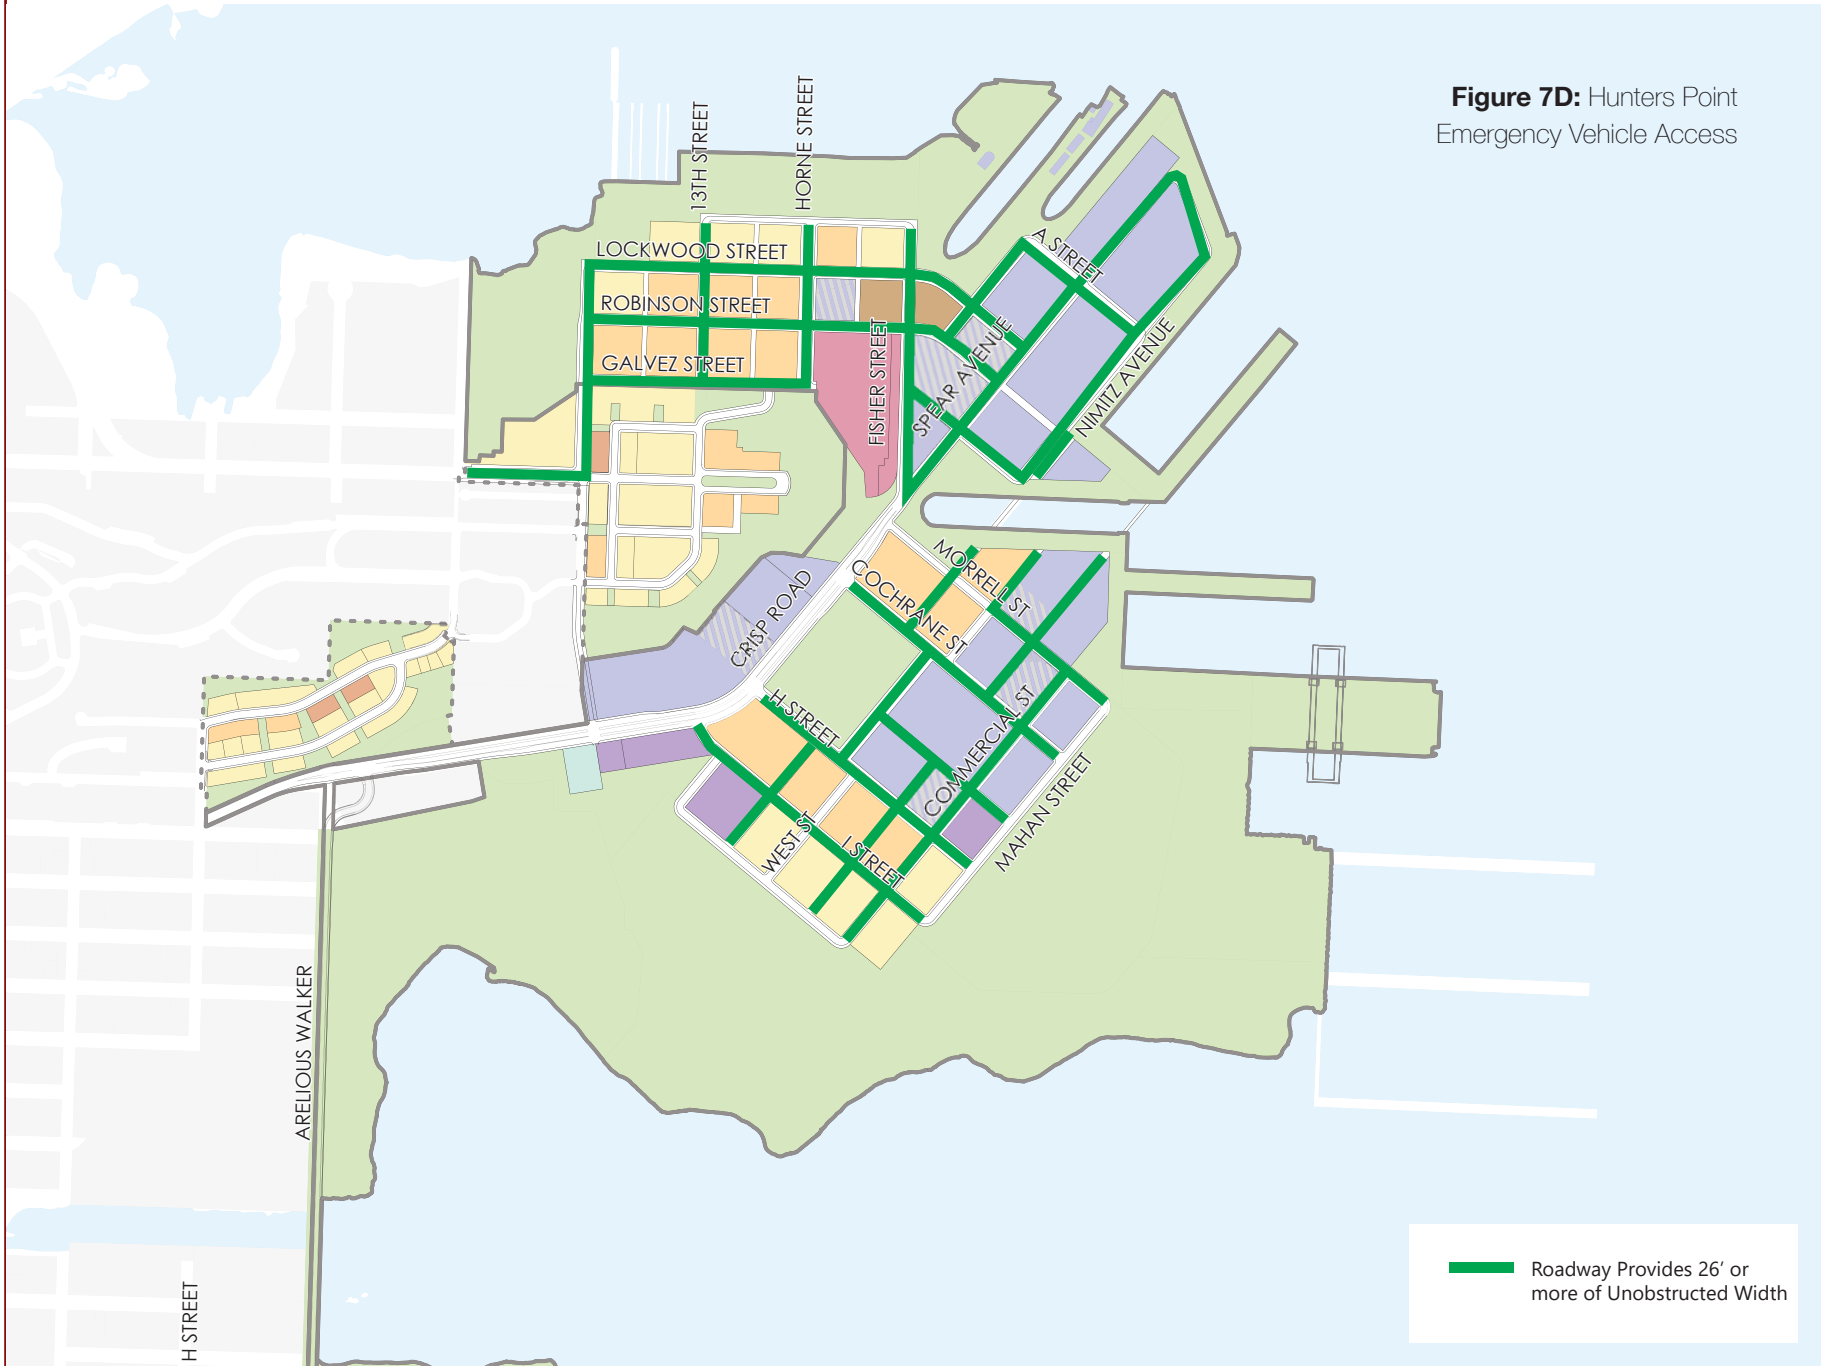 Figure 7D: Hunters Point
Emergency Vehicle Access
13TH STREET
HORNE STREET
LOCKWOOD STREET
ROBINSON STREET
GALVEZ STREET
FISHER STREET
SPEAR AVENUE
A STREET
NIMITZ AVENUE
MORRELL ST
COCHRANE ST
CRISP ROAD
H STREET
COMMERCIAL ST
MAHAN STREET
WEST ST
I STREET
ARELIOUS WALKER
H STREET
Roadway Provides 26’ or
more of Unobstructed Width